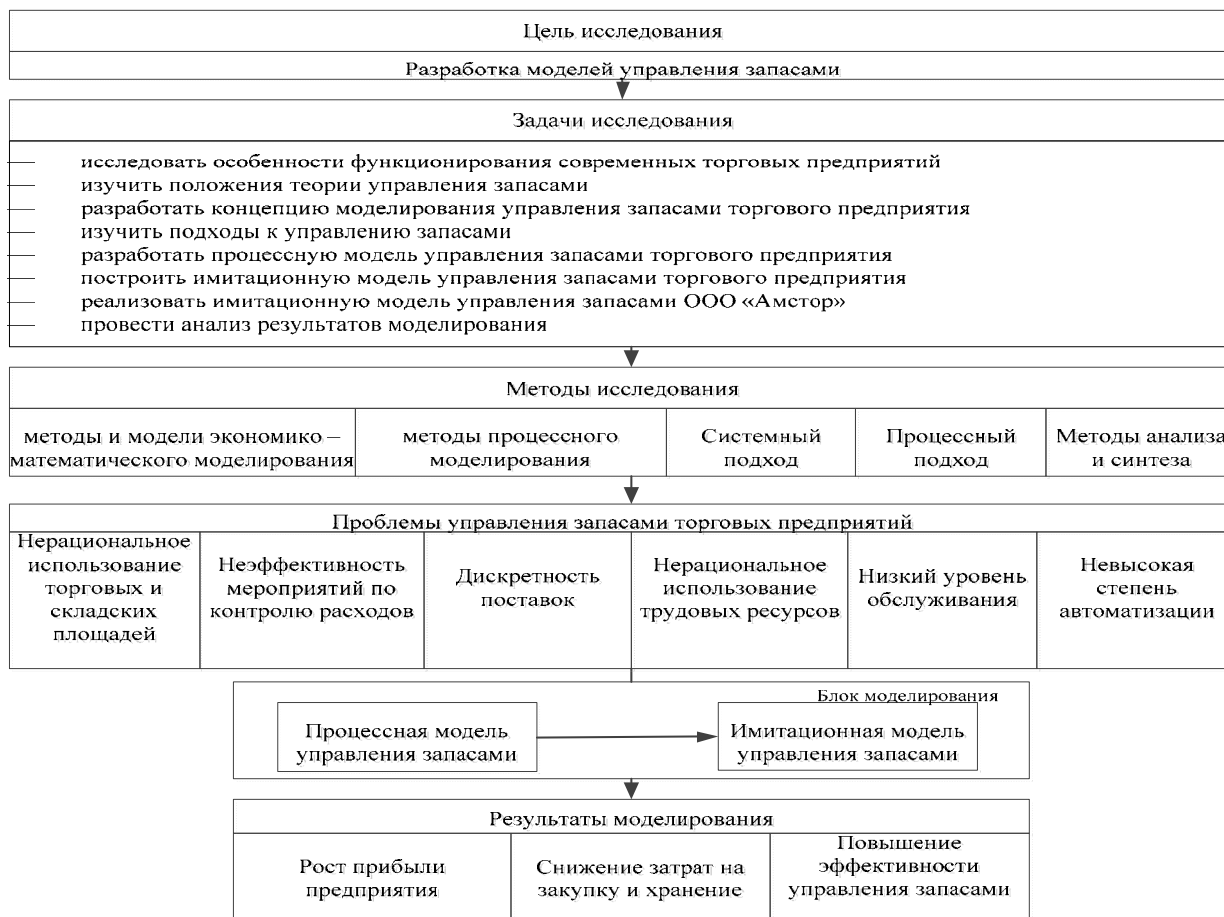 Цель исследования
Разработка моделей управления запасами
Задачи исследования
— исследовать особенности функционирования современных торговых предприятий
— изучить положения теории управления запасами
— разработать концепцию моделирования управления запасами торгового предприятия
— изучить подходы к управлению запасами
— разработать процессную модель управления запасами торгового предприятия
— построить имитационную модель управления запасами торгового предприятия
— реализовать имитационную модель управления запасами ООО «Амстор»
— провести анализ результатов моделирования
Методы исследования
методы и модели экономико –
математического моделирования
методы процессного
моделирования
Системный
подход
Процессный
подход
Методы анализа
и синтеза
Проблемы управления запасами торговых предприятий
Нерациональное
использование
торговых и
складских
площадей
Неэффективность
мероприятий по
контролю расходов
Дискретность
поставок
Нерациональное
использование
трудовых ресурсов
Низкий уровень
обслуживания
Невысокая
степень
автоматизации
Блок моделирования
Процессная модель
управления запасами
Имитационная модель
управления запасами
Результаты моделирования
Рост прибыли
предприятия
Снижение затрат на
закупку и хранение
Повышение
эффективности
управления запасами